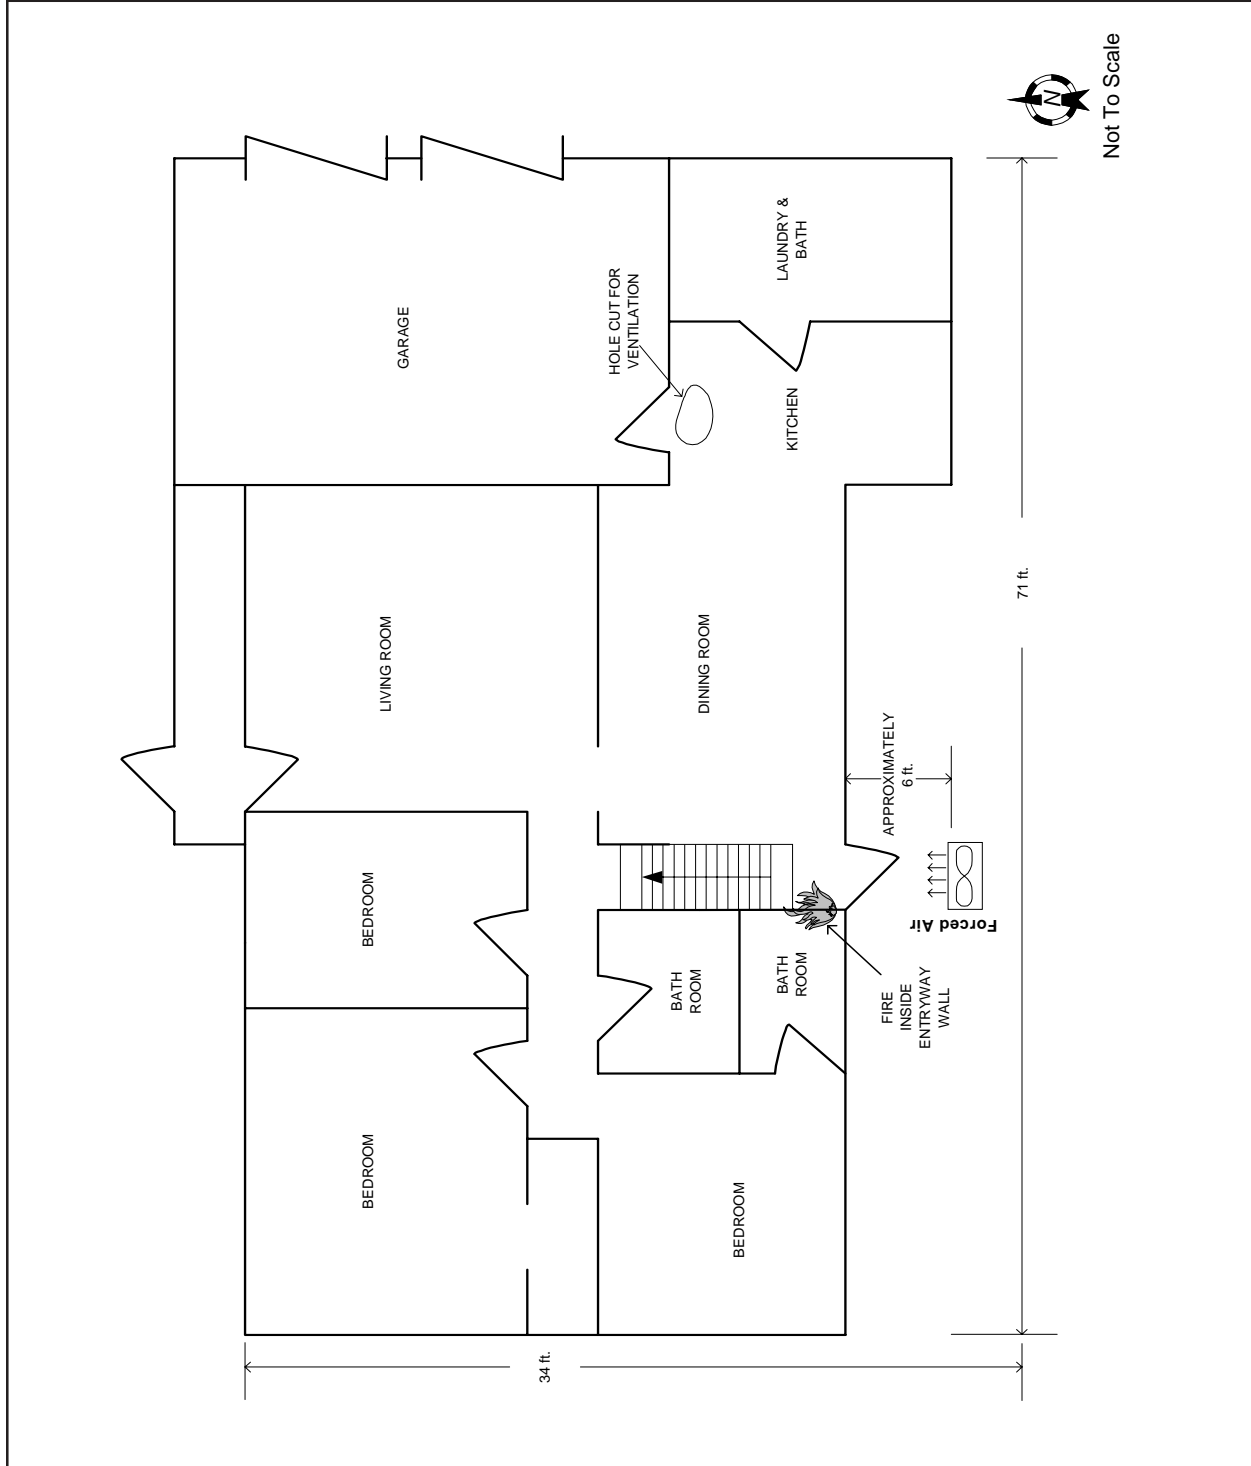 N
Not To Scale
GARAGE
LAUNDRY &
BATH
HOLE CUT FOR
VENTILATION
KITCHEN
LIVING ROOM
DINING ROOM
71 ft.
APPROXIMATELY
6 ft.
BEDROOM
BATH
ROOM
BATH
ROOM
Forced Air
FIRE
INSIDE
ENTRYWAY
WALL
BEDROOM
BEDROOM
34 ft.